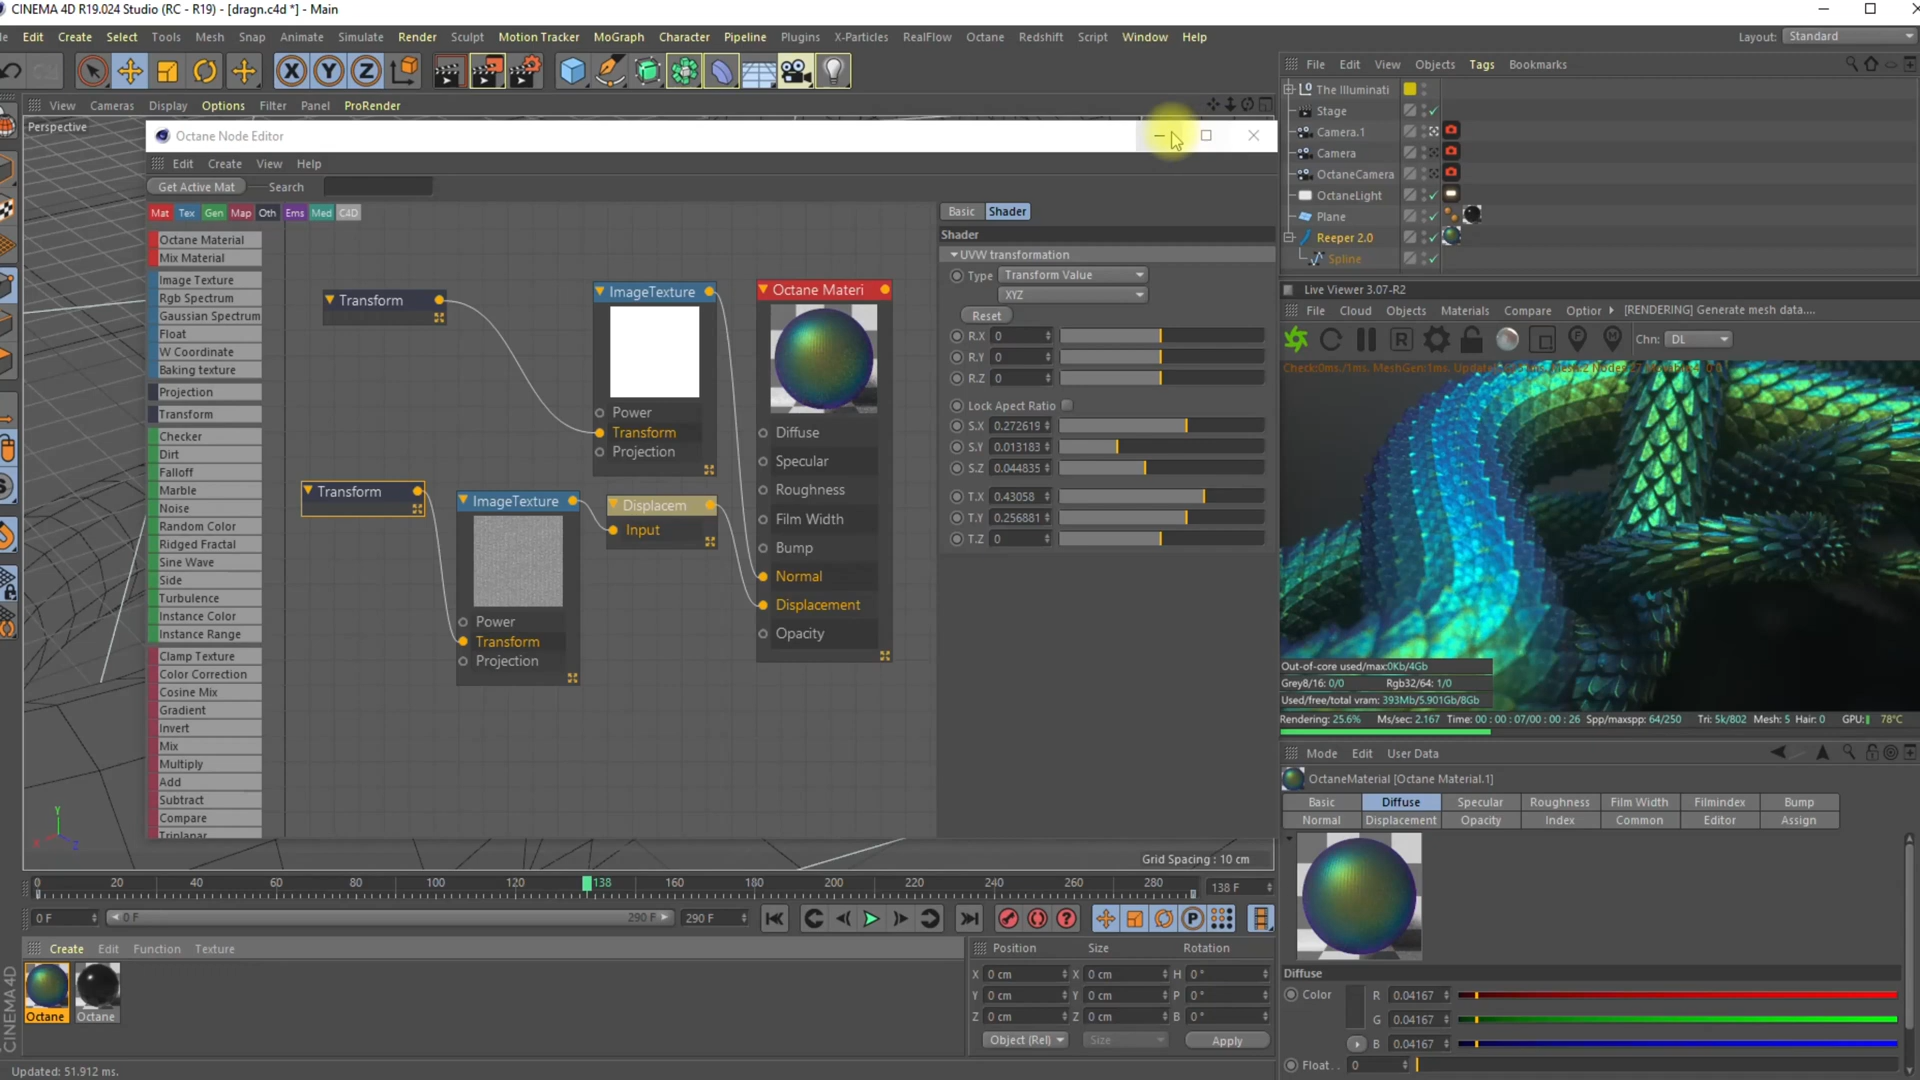 CINEMA 4D R19.024 Studio (RC - R19) - [dragn.c4d *] - Main
Edit Create Select Tools Mesh Snap Animate Simulate Render Sculpt Motion Tracker MoGraph Character Pipeline Plugins X-Particles RealFlow Octane Redshift Script Window Help
Layout: Standard
View Cameras Display Options Filter Panel ProRender
Perspective
Octane Node Editor
Edit Create View Help
Get Active Mat Search
Mat Tex Gen Map Oth Ems Med C4D
Octane Material
Mix Material
Image Texture
Rgb Spectrum
Gaussian Spectrum
Float
W Coordinate
Baking texture
Projection
Transform
Checker
Dirt
Falloff
Marble
Noise
Random Color
Ridged Fractal
Sine Wave
Side
Turbulence
Instance Color
Instance Range
Clamp Texture
Color Correction
Cosine Mix
Gradient
Invert
Mix
Multiply
Add
Subtract
Compare
Triplanar
Transform
ImageTexture
Power
Transform
Projection
Transform
ImageTexture
Power
Transform
Projection
Displacem
Input
Octane Materi
Diffuse
Specular
Roughness
Film Width
Bump
Normal
Displacement
Opacity
Basic Shader
Shader
UVW transformation
Type Transform Value
XYZ
Reset
R.X 0
R.Y 0
R.Z 0
Lock Apect Ratio
S.X 0.272619
S.Y 0.013183
S.Z 0.044835
T.X 0.43058
T.Y 0.256881
T.Z 0
Grid Spacing : 10 cm
File Edit View Objects Tags Bookmarks
The Illuminati
Stage
Camera.1
Camera
OctaneCamera
OctaneLight
Plane
Reeper 2.0
Spline
Live Viewer 3.07-R2
File Cloud Objects Materials Compare Optior [RENDERING] Generate mesh data....
Chn: DL
Out-of-core used/max:0Kb/4Gb
Grey8/16: 0/0 Rgb32/64: 1/0
Used/free/total vram: 393Mb/5.901Gb/8Gb
Rendering: 25.6% Ms/sec: 2.167 Time: 00 : 00 : 07/00 : 00 : 26 Spp/maxspp: 64/250 Tri: 5k/802 Mesh: 5 Hair: 0 GPU: 78°C
Mode Edit User Data
OctaneMaterial [Octane Material.1]
Basic Diffuse Specular Roughness Film Width Filmindex Bump
Normal Displacement Opacity Index Common Editor Assign
Diffuse
Color R 0.04167
G 0.04167
B 0.04167
Float . . 0
0 20 40 60 80 100 120 138 160 180 200 220 240 260 280 138 F
0 F 0 F 290 F 290 F
Create Edit Function Texture
Octane Octane
Position Size Rotation
X 0 cm X 0 cm H 0 °
Y 0 cm Y 0 cm P 0 °
Z 0 cm Z 0 cm B 0 °
Object (Rel) Size Apply
CINEMA 4D
Updated: 51.912 ms.